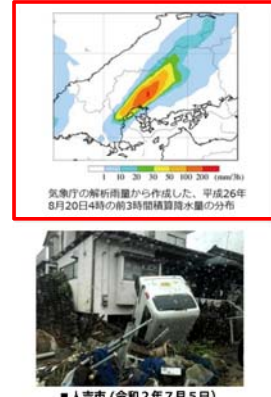 1 10 20 30 50 100 200 (mm/3h)
気象庁の解析雨量から作成した、平成26年
8月20日4時の前3時間積算降水量の分布
■人吉市(令和2年7月5日)